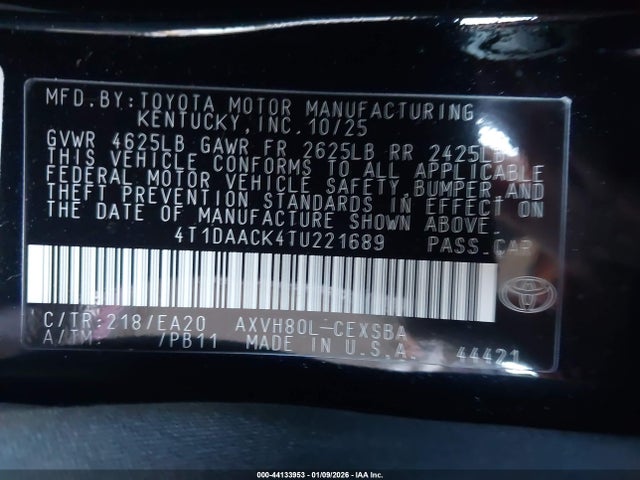 MFD.BY:TOYOTA MOTOR MANUFACTURING
KENTUCKY,INC.10/25
GVWR 4625LB GAWR FR 2625LB RR 2425LB
THIS VEHICLE CONFORMS TO ALL APPLICABLE
FEDERAL MOTOR VEHICLE SAFETY,BUMPER AND
THEFT PREVENTION STANDARDS IN EFFECT ON
THE DATE OF MANUFACTURE SHOWN ABOVE.
4T1DAACK4TU221689 PASS.CAR
C/TR:218/EA20 AXVH80L-CEXSBA
A/TM: /PB11 MADE IN U.S.A. 44421
000-44133953 - 01/09/2026 - IAA Inc.